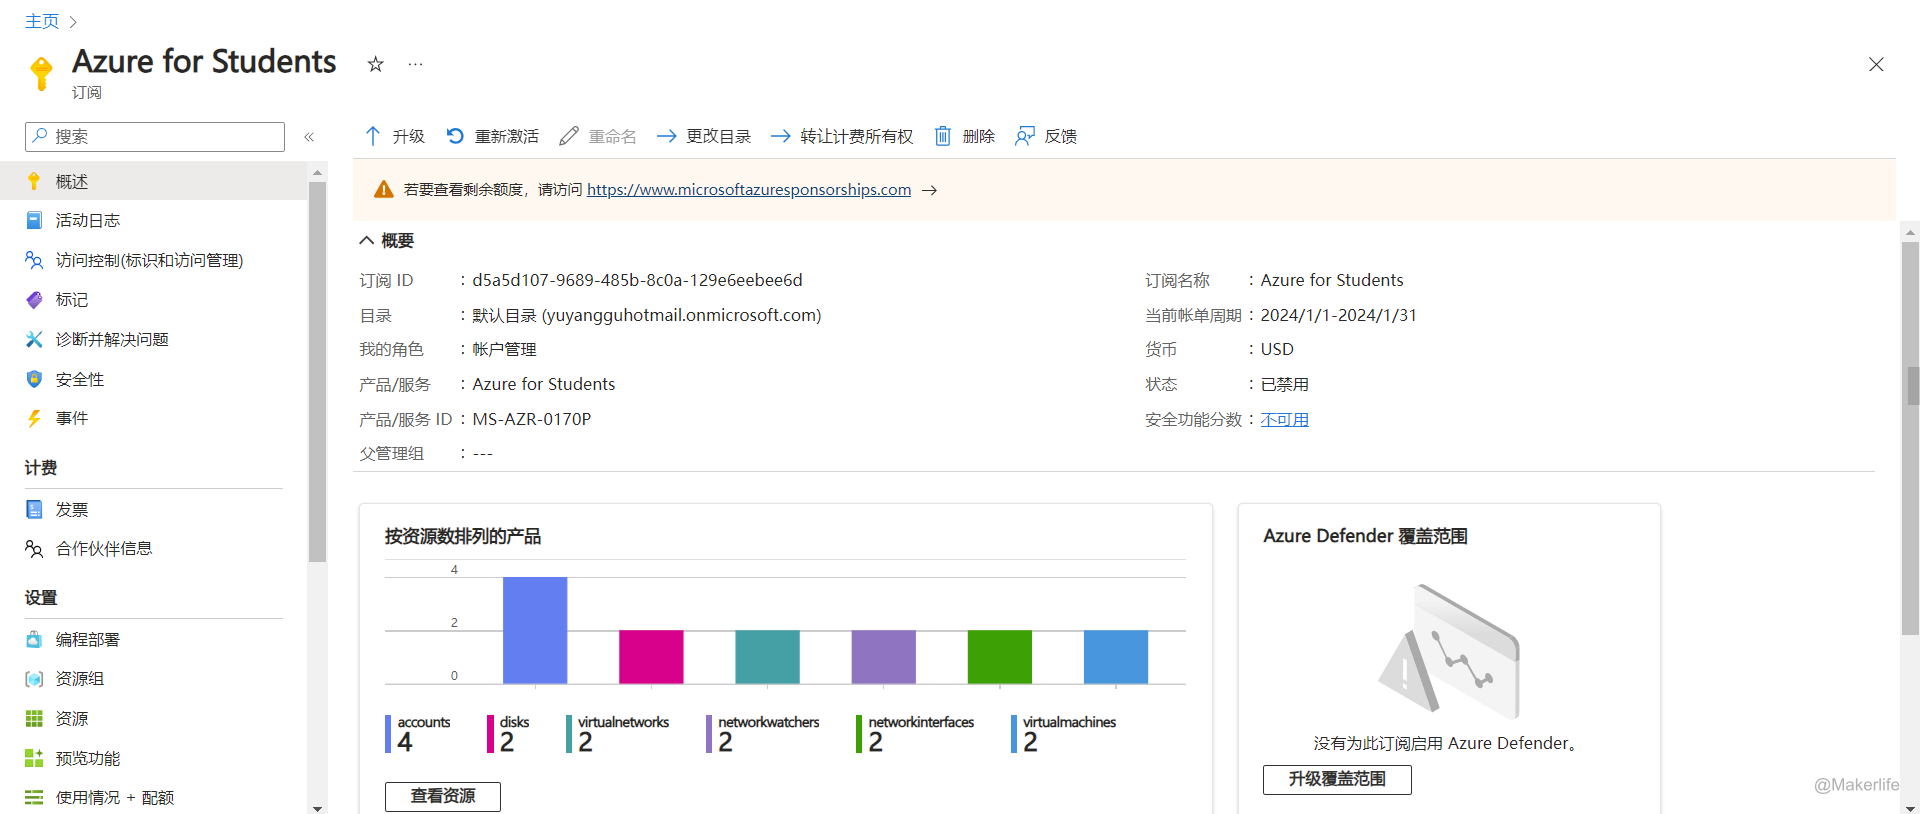 主页
Azure for Students
订阅
搜索
升级
重新激活
重命名
更改目录
转让计费所有权
删除
反馈
若要查看剩余额度，请访问 https://www.microsoftazuresponsorships.com
概述
活动日志
访问控制(标识和访问管理)
标记
诊断并解决问题
安全性
事件
计费
发票
合作伙伴信息
设置
编程部署
资源组
资源
预览功能
使用情况 + 配额
概要
订阅 ID : d5a5d107-9689-485b-8c0a-129e6eebee6d
目录 : 默认目录 (yuyangguhotmail.onmicrosoft.com)
我的角色 : 帐户管理
产品/服务 : Azure for Students
产品/服务 ID : MS-AZR-0170P
父管理组 : ---
订阅名称 : Azure for Students
当前帐单周期 : 2024/1/1-2024/1/31
货币 : USD
状态 : 已禁用
安全功能分数 : 不可用
按资源数排列的产品
4
2
0
accounts
4
disks
2
virtualnetworks
2
networkwatchers
2
networkinterfaces
2
virtualmachines
2
查看资源
Azure Defender 覆盖范围
没有为此订阅启用 Azure Defender。
升级覆盖范围
@Makerlife